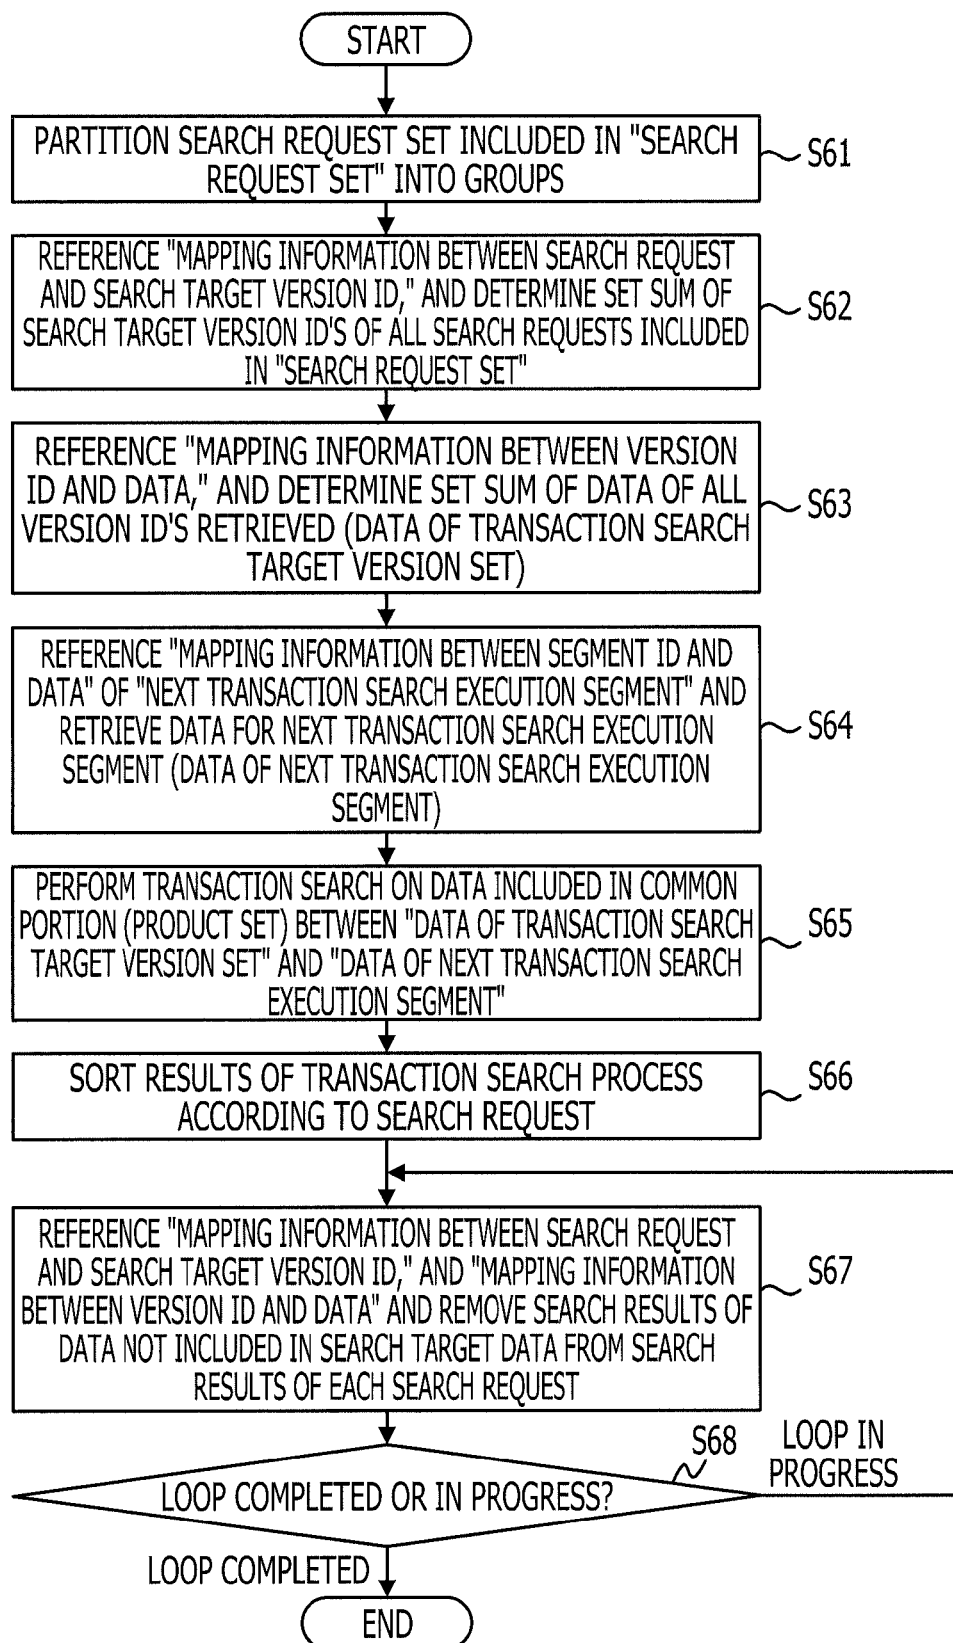 START
PARTITION SEARCH REQUEST SET INCLUDED IN "SEARCH
REQUEST SET" INTO GROUPS
S61
REFERENCE "MAPPING INFORMATION BETWEEN SEARCH REQUEST
AND SEARCH TARGET VERSION ID," AND DETERMINE SET SUM OF
SEARCH TARGET VERSION ID'S OF ALL SEARCH REQUESTS INCLUDED
IN "SEARCH REQUEST SET"
S62
REFERENCE "MAPPING INFORMATION BETWEEN VERSION
ID AND DATA," AND DETERMINE SET SUM OF DATA OF ALL
VERSION ID'S RETRIEVED (DATA OF TRANSACTION SEARCH
TARGET VERSION SET)
S63
REFERENCE "MAPPING INFORMATION BETWEEN SEGMENT ID AND
DATA" OF "NEXT TRANSACTION SEARCH EXECUTION SEGMENT" AND
RETRIEVE DATA FOR NEXT TRANSACTION SEARCH EXECUTION
SEGMENT (DATA OF NEXT TRANSACTION SEARCH EXECUTION
SEGMENT)
S64
PERFORM TRANSACTION SEARCH ON DATA INCLUDED IN COMMON
PORTION (PRODUCT SET) BETWEEN "DATA OF TRANSACTION SEARCH
TARGET VERSION SET" AND "DATA OF NEXT TRANSACTION SEARCH
EXECUTION SEGMENT"
S65
SORT RESULTS OF TRANSACTION SEARCH PROCESS
ACCORDING TO SEARCH REQUEST
S66
REFERENCE "MAPPING INFORMATION BETWEEN SEARCH REQUEST
AND SEARCH TARGET VERSION ID," AND "MAPPING INFORMATION
BETWEEN VERSION ID AND DATA" AND REMOVE SEARCH RESULTS OF
DATA NOT INCLUDED IN SEARCH TARGET DATA FROM SEARCH
RESULTS OF EACH SEARCH REQUEST
S67
S68
LOOP IN
PROGRESS
LOOP COMPLETED OR IN PROGRESS?
LOOP COMPLETED
END